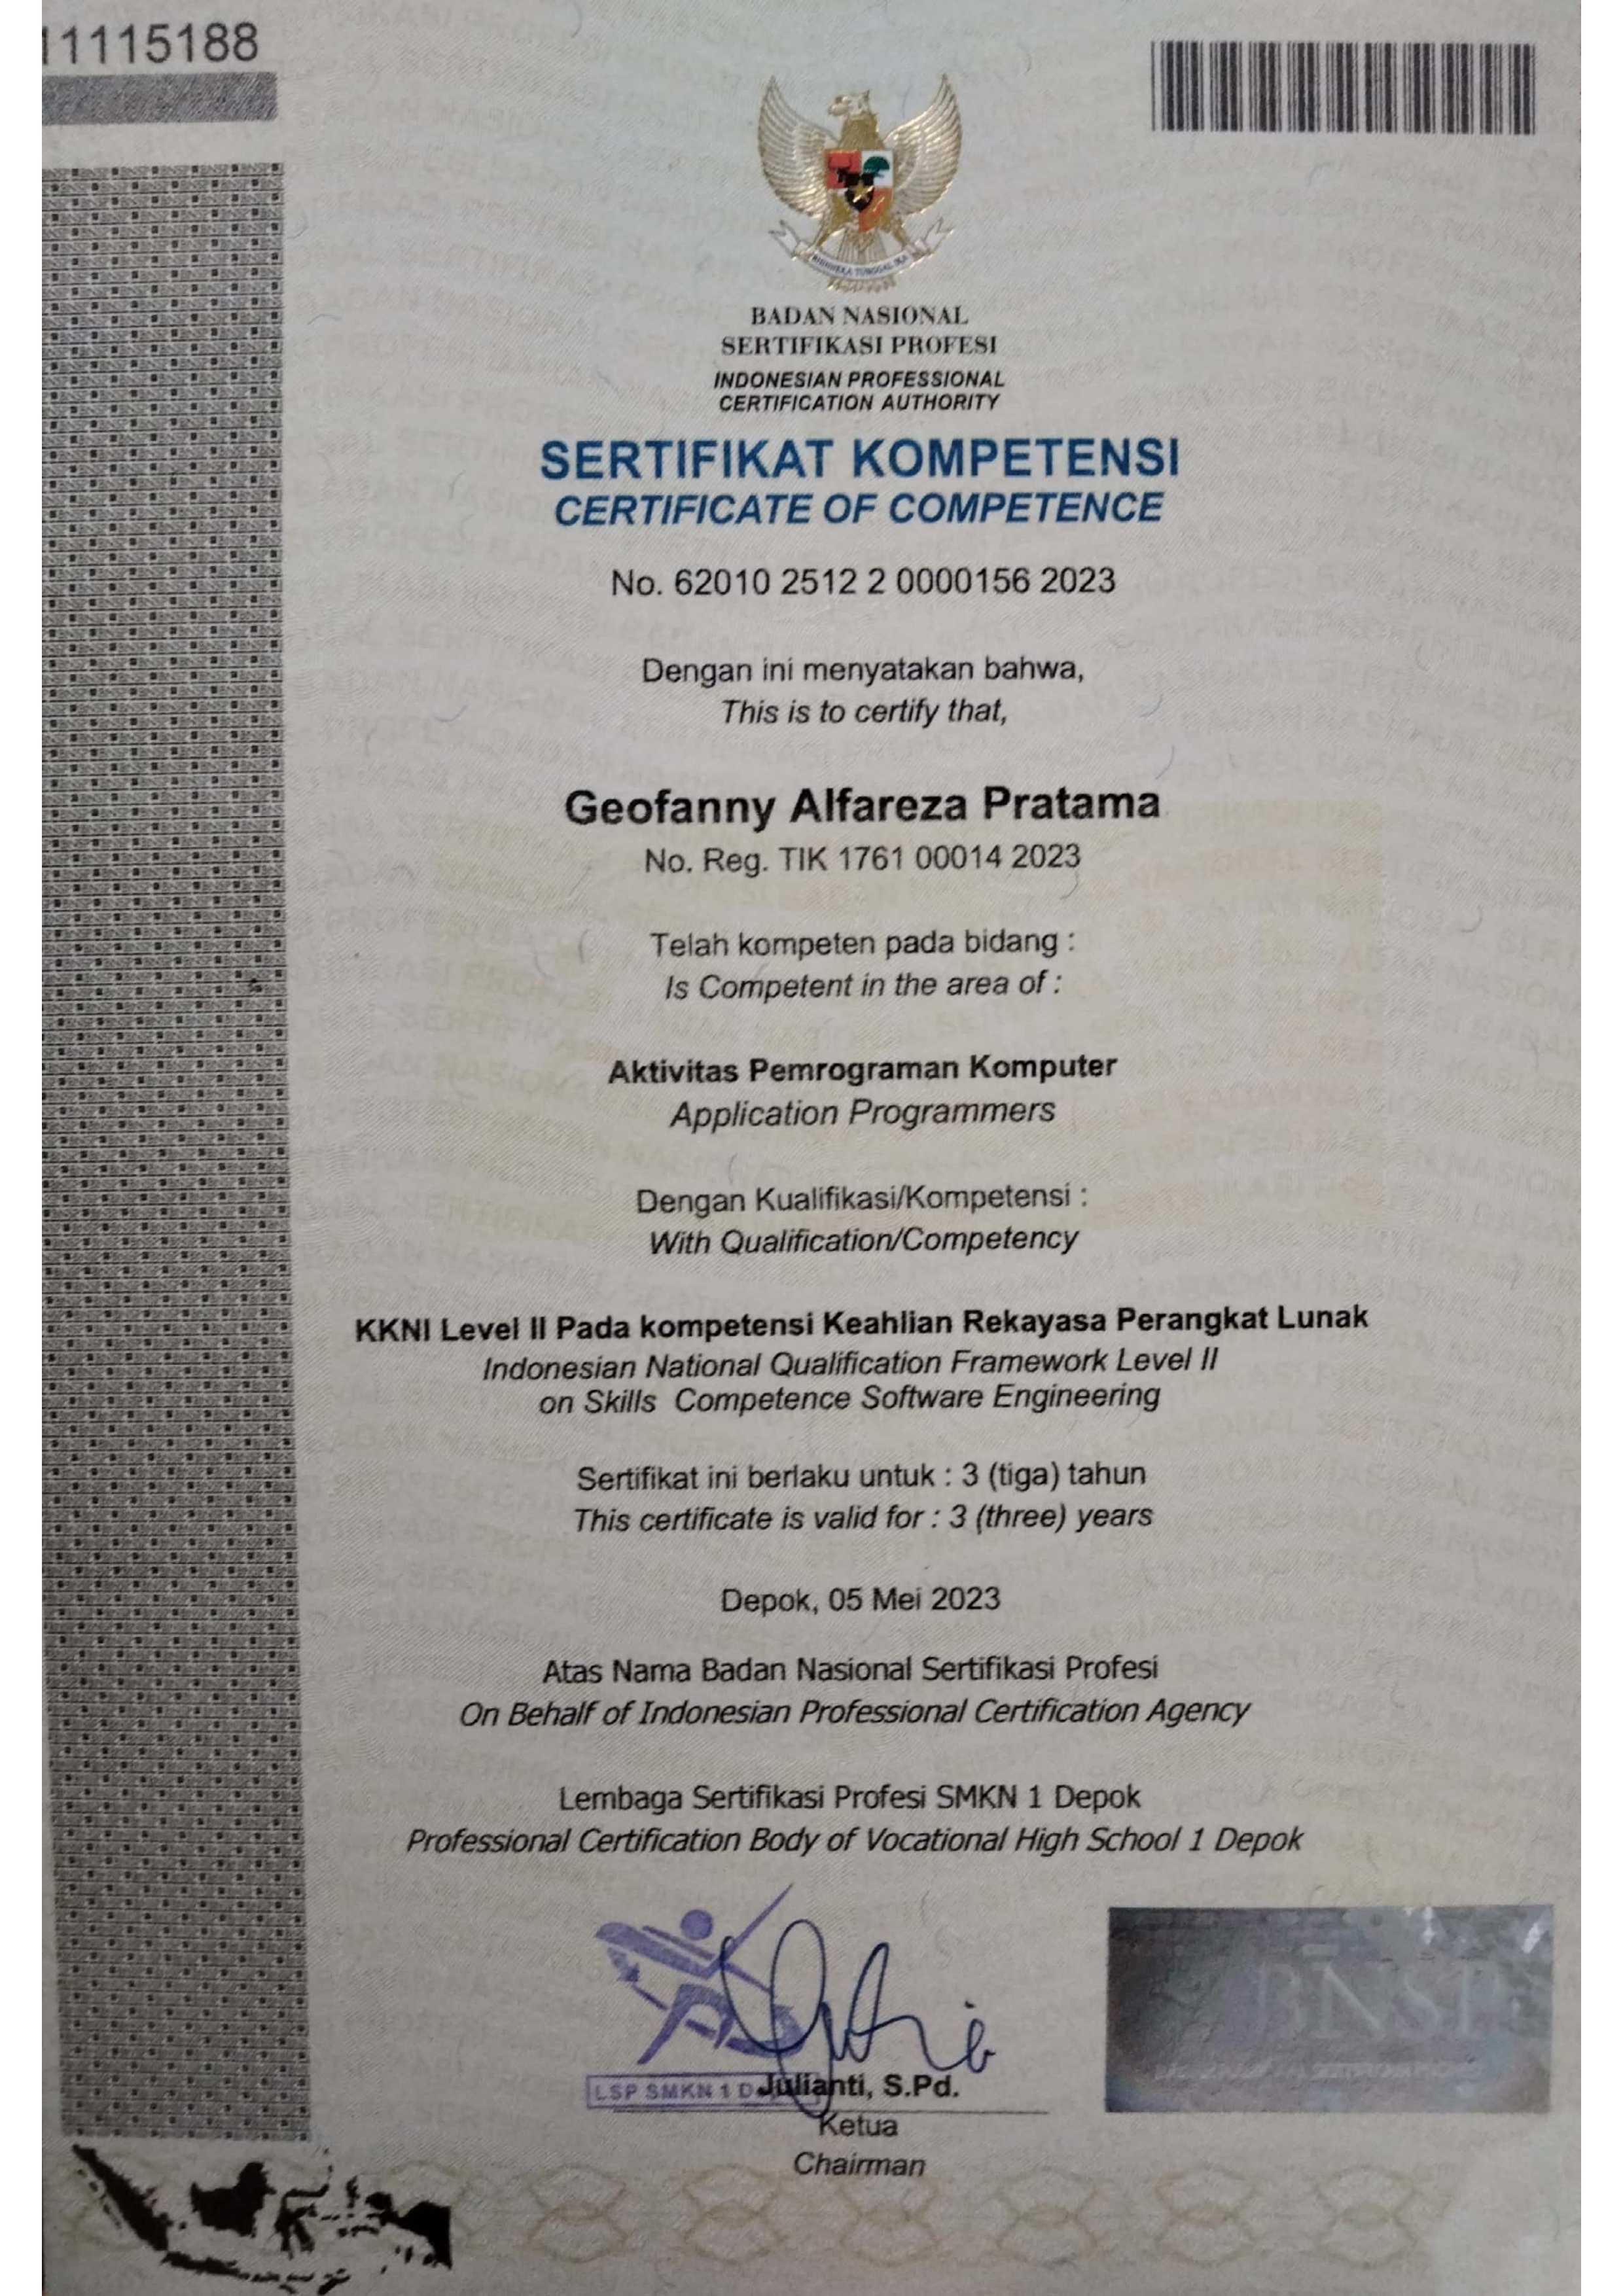 11115188
BHINNEKA TUNGGAL IKA
BADAN NASIONAL
SERTIFIKASI PROFESI
INDONESIAN PROFESSIONAL
CERTIFICATION AUTHORITY
SERTIFIKAT KOMPETENSI
CERTIFICATE OF COMPETENCE
No. 62010 2512 2 0000156 2023
Dengan ini menyatakan bahwa,
This is to certify that,
Geofanny Alfareza Pratama
No. Reg. TIK 1761 00014 2023
Telah kompeten pada bidang :
Is Competent in the area of :
Aktivitas Pemrograman Komputer
Application Programmers
Dengan Kualifikasi/Kompetensi :
With Qualification/Competency
KKNI Level II Pada kompetensi Keahlian Rekayasa Perangkat Lunak
Indonesian National Qualification Framework Level II
on Skills Competence Software Engineering
Sertifikat ini berlaku untuk : 3 (tiga) tahun
This certificate is valid for : 3 (three) years
Depok, 05 Mei 2023
Atas Nama Badan Nasional Sertifikasi Profesi
On Behalf of Indonesian Professional Certification Agency
Lembaga Sertifikasi Profesi SMKN 1 Depok
Professional Certification Body of Vocational High School 1 Depok
BNSP
LSP SMKN 1 D
Julianti, S.Pd.
Ketua
Chairman